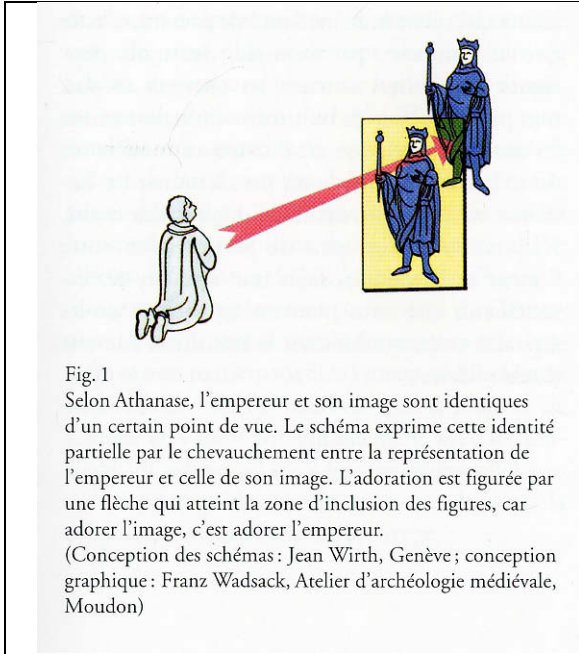 Fig. 1
Selon Athanase, l’empereur et son image sont identiques
d’un certain point de vue. Le schéma exprime cette identité
partielle par le chevauchement entre la représentation de
l’empereur et celle de son image. L’adoration est figurée par
une flèche qui atteint la zone d’inclusion des figures, car
adorer l’image, c’est adorer l’empereur.
(Conception des schémas : Jean Wirth, Genève ; conception
graphique : Franz Wadsack, Atelier d’archéologie médiévale,
Moudon)